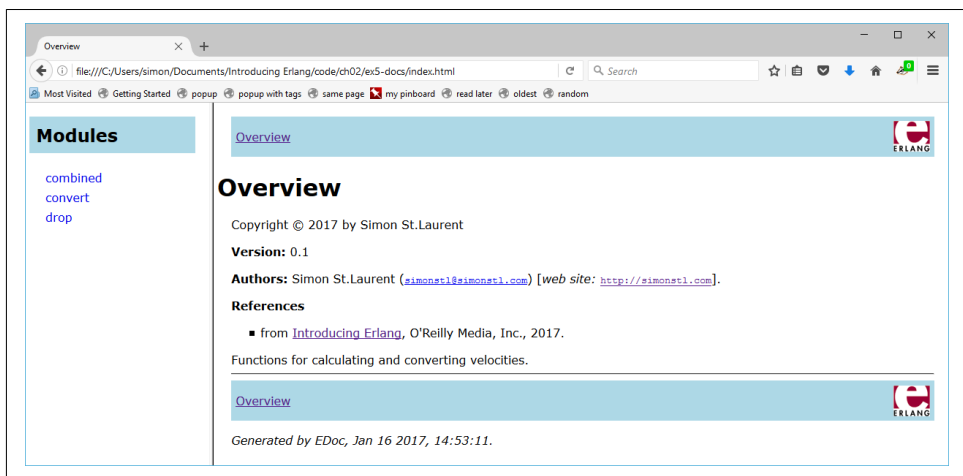 Overview
file:///C:/Users/simon/Documents/Introducing Erlang/code/ch02/ex5-docs/index.html
Search
0
Most Visited Getting Started popup popup with tags same page my pinboard read later oldest random
Modules
combined
convert
drop
Overview
ERLANG
Overview
Copyright © 2017 by Simon St.Laurent
Version: 0.1
Authors: Simon St.Laurent (simonstl@simonstl.com) [web site: http://simonstl.com].
References
from Introducing Erlang, O'Reilly Media, Inc., 2017.
Functions for calculating and converting velocities.
Overview
ERLANG
Generated by EDoc, Jan 16 2017, 14:53:11.